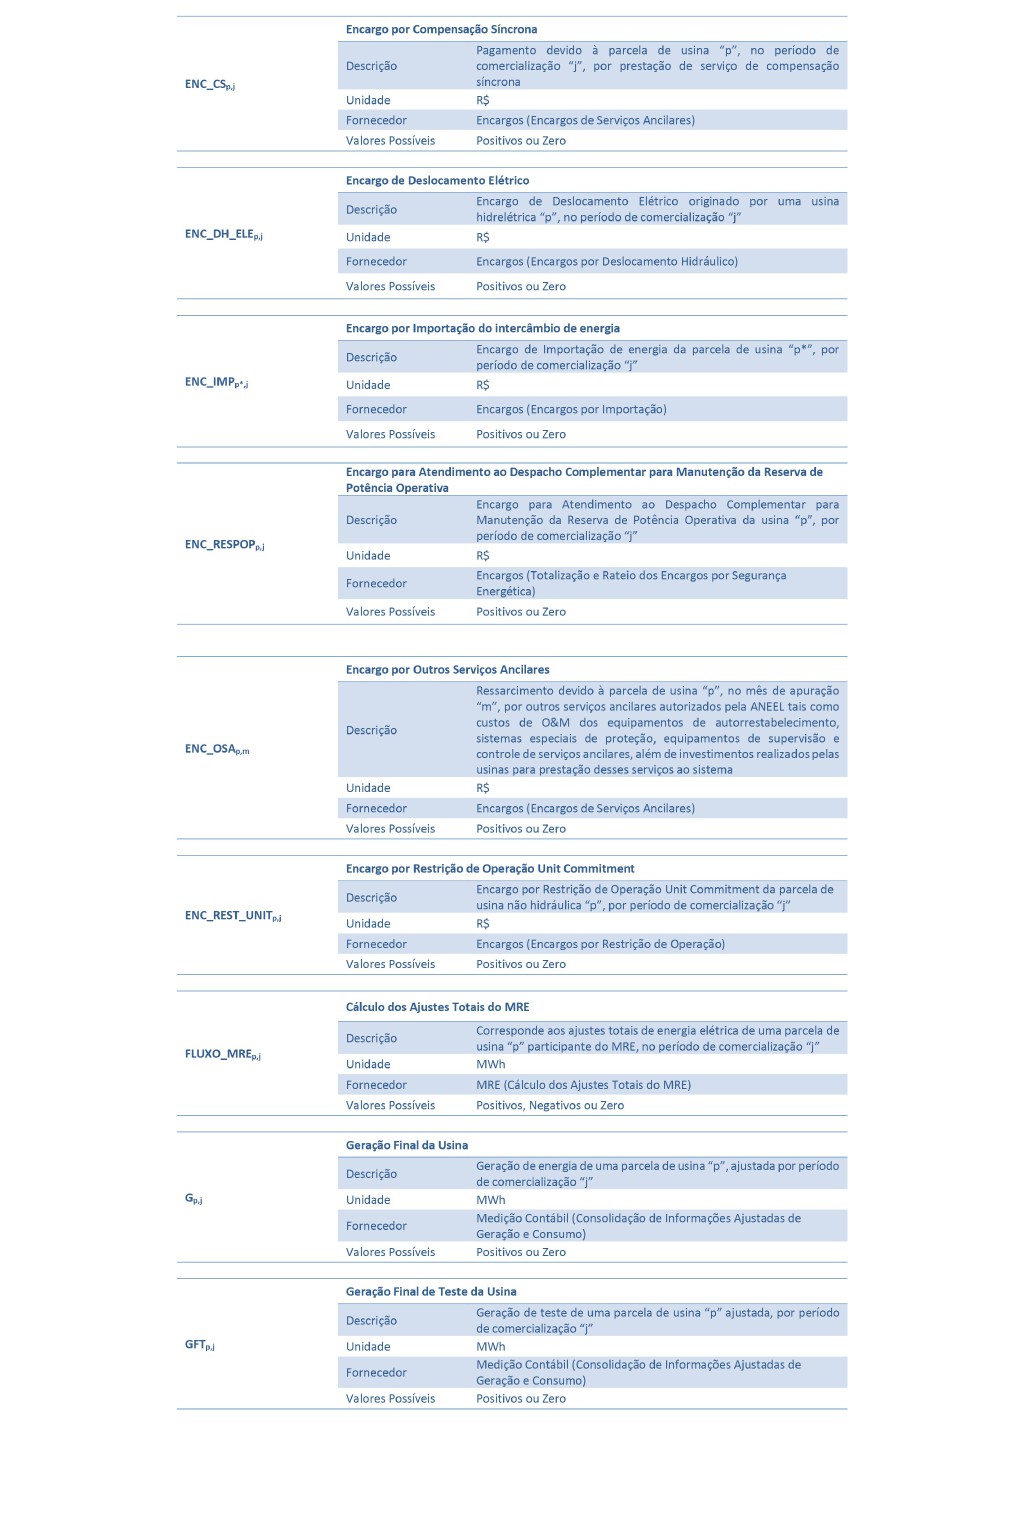 Encargo por Compensação Síncrona
ENC_CSp,j
Descrição
Pagamento devido à parcela de usina “p”, no período de
comercialização “j”, por prestação de serviço de compensação
síncrona
Unidade
R$
Fornecedor
Encargos (Encargos de Serviços Ancilares)
Valores Possíveis
Positivos ou Zero
Encargo de Deslocamento Elétrico
ENC_DH_ELEp,j
Descrição
Encargo de Deslocamento Elétrico originado por uma usina
hidrelétrica “p”, no período de comercialização “j”
Unidade
R$
Fornecedor
Encargos (Encargos por Deslocamento Hidráulico)
Valores Possíveis
Positivos ou Zero
Encargo por Importação do intercâmbio de energia
ENC_IMPp*,j
Descrição
Encargo de Importação de energia da parcela de usina “p*”, por
período de comercialização “j”
Unidade
R$
Fornecedor
Encargos (Encargos por Importação)
Valores Possíveis
Positivos ou Zero
Encargo para Atendimento ao Despacho Complementar para Manutenção da Reserva de
Potência Operativa
ENC_RESPOPp,j
Descrição
Encargo para Atendimento ao Despacho Complementar para
Manutenção da Reserva de Potência Operativa da usina “p”, por
período de comercialização “j”
Unidade
R$
Fornecedor
Encargos (Totalização e Rateio dos Encargos por Segurança
Energética)
Valores Possíveis
Positivos ou Zero
Encargo por Outros Serviços Ancilares
ENC_OSAp,m
Descrição
Ressarcimento devido à parcela de usina “p”, no mês de apuração
“m”, por outros serviços ancilares autorizados pela ANEEL tais como
custos de O&M dos equipamentos de autorrestabelecimento,
sistemas especiais de proteção, equipamentos de supervisão e
controle de serviços ancilares, além de investimentos realizados pelas
usinas para prestação desses serviços ao sistema
Unidade
R$
Fornecedor
Encargos (Encargos de Serviços Ancilares)
Valores Possíveis
Positivos ou Zero
Encargo por Restrição de Operação Unit Commitment
ENC_REST_UNITp,j
Descrição
Encargo por Restrição de Operação Unit Commitment da parcela de
usina não hidráulica “p”, por período de comercialização “j”
Unidade
R$
Fornecedor
Encargos (Encargos por Restrição de Operação)
Valores Possíveis
Positivos ou Zero
Cálculo dos Ajustes Totais do MRE
FLUXO_MREp,j
Descrição
Corresponde aos ajustes totais de energia elétrica de uma parcela de
usina “p” participante do MRE, no período de comercialização “j”
Unidade
MWh
Fornecedor
MRE (Cálculo dos Ajustes Totais do MRE)
Valores Possíveis
Positivos, Negativos ou Zero
Geração Final da Usina
Gp,j
Descrição
Geração de energia de uma parcela de usina “p”, ajustada por período
de comercialização “j”
Unidade
MWh
Fornecedor
Medição Contábil (Consolidação de Informações Ajustadas de
Geração e Consumo)
Valores Possíveis
Positivos ou Zero
Geração Final de Teste da Usina
GFTp,j
Descrição
Geração de teste de uma parcela de usina “p” ajustada, por período
de comercialização “j”
Unidade
MWh
Fornecedor
Medição Contábil (Consolidação de Informações Ajustadas de
Geração e Consumo)
Valores Possíveis
Positivos ou Zero